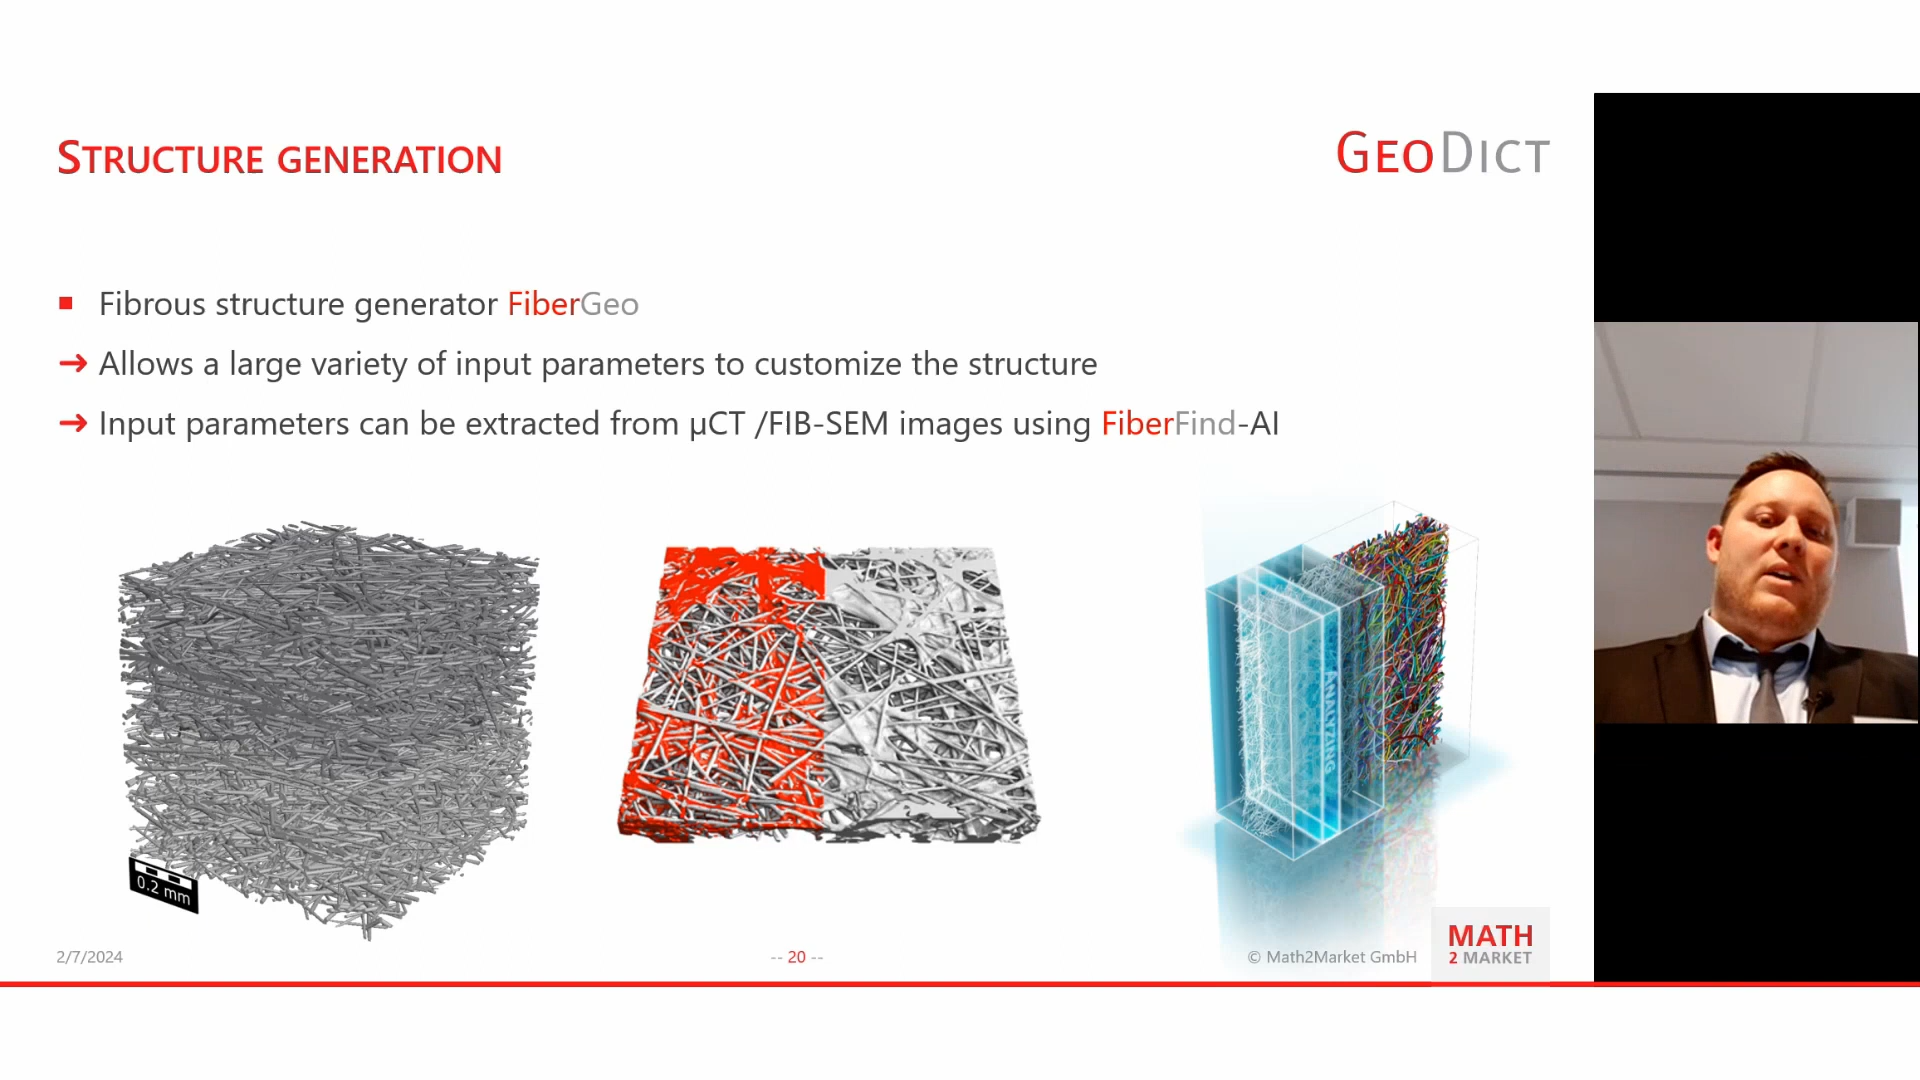 STRUCTURE GENERATION
GEODICT
Fibrous structure generator FiberGeo
Allows a large variety of input parameters to customize the structure
Input parameters can be extracted from µCT /FIB-SEM images using FiberFind-AI
ANALYZING
0.2 mm
2/7/2024
-- 20 --
© Math2Market GmbH
MATH
2 MARKET